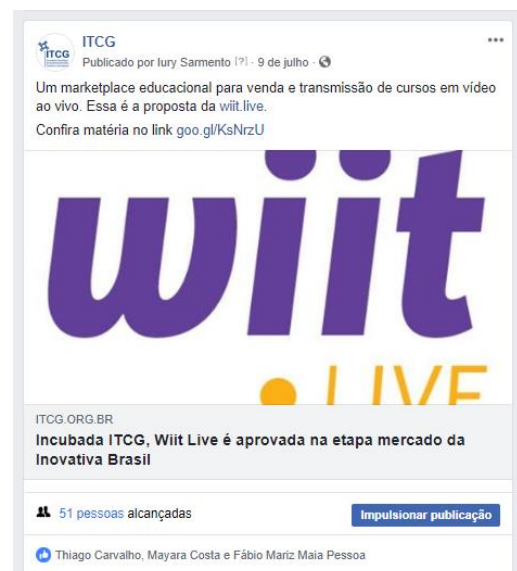 ITCG
ITCG
Publicado por Iury Sarmento [?] · 9 de julho ·
Um marketplace educacional para venda e transmissão de cursos em vídeo
ao vivo. Essa é a proposta da wiit.live.
Confira matéria no link goo.gl/KsNrzU
wiit
LIVE
ITCG.ORG.BR
Incubada ITCG, Wiit Live é aprovada na etapa mercado da
Inovativa Brasil
51 pessoas alcançadas
Impulsionar publicação
Thiago Carvalho, Mayara Costa e Fábio Mariz Maia Pessoa